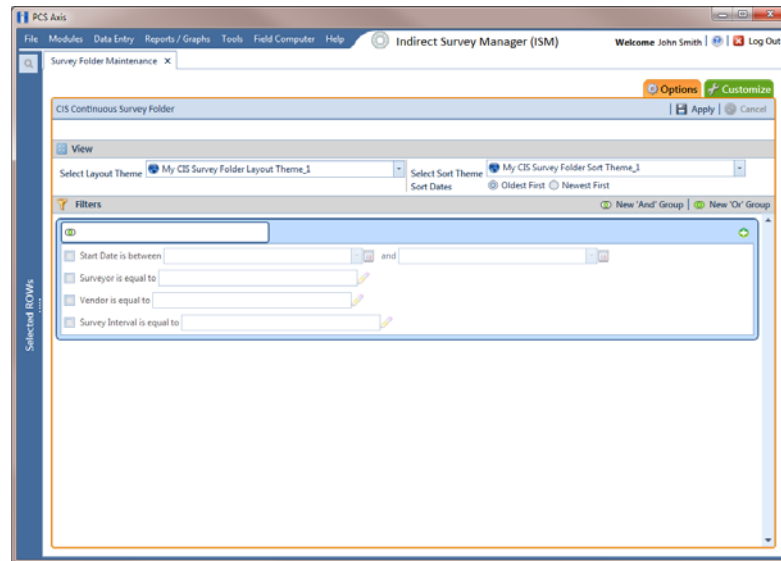 PCS Axis
File Modules Data Entry Reports / Graphs Tools Field Computer Help Indirect Survey Manager (ISM) Welcome John Smith Log Out
Survey Folder Maintenance X
Options Customize
CIS Continuous Survey Folder Apply Cancel
View
Select Layout Theme My CIS Survey Folder Layout Theme_1 Select Sort Theme My CIS Survey Folder Sort Theme_1
Sort Dates Oldest First Newest First
Filters New 'And' Group New 'Or' Group
Start Date is between and
Surveyor is equal to
Vendor is equal to
Survey Interval is equal to
Selected ROWs